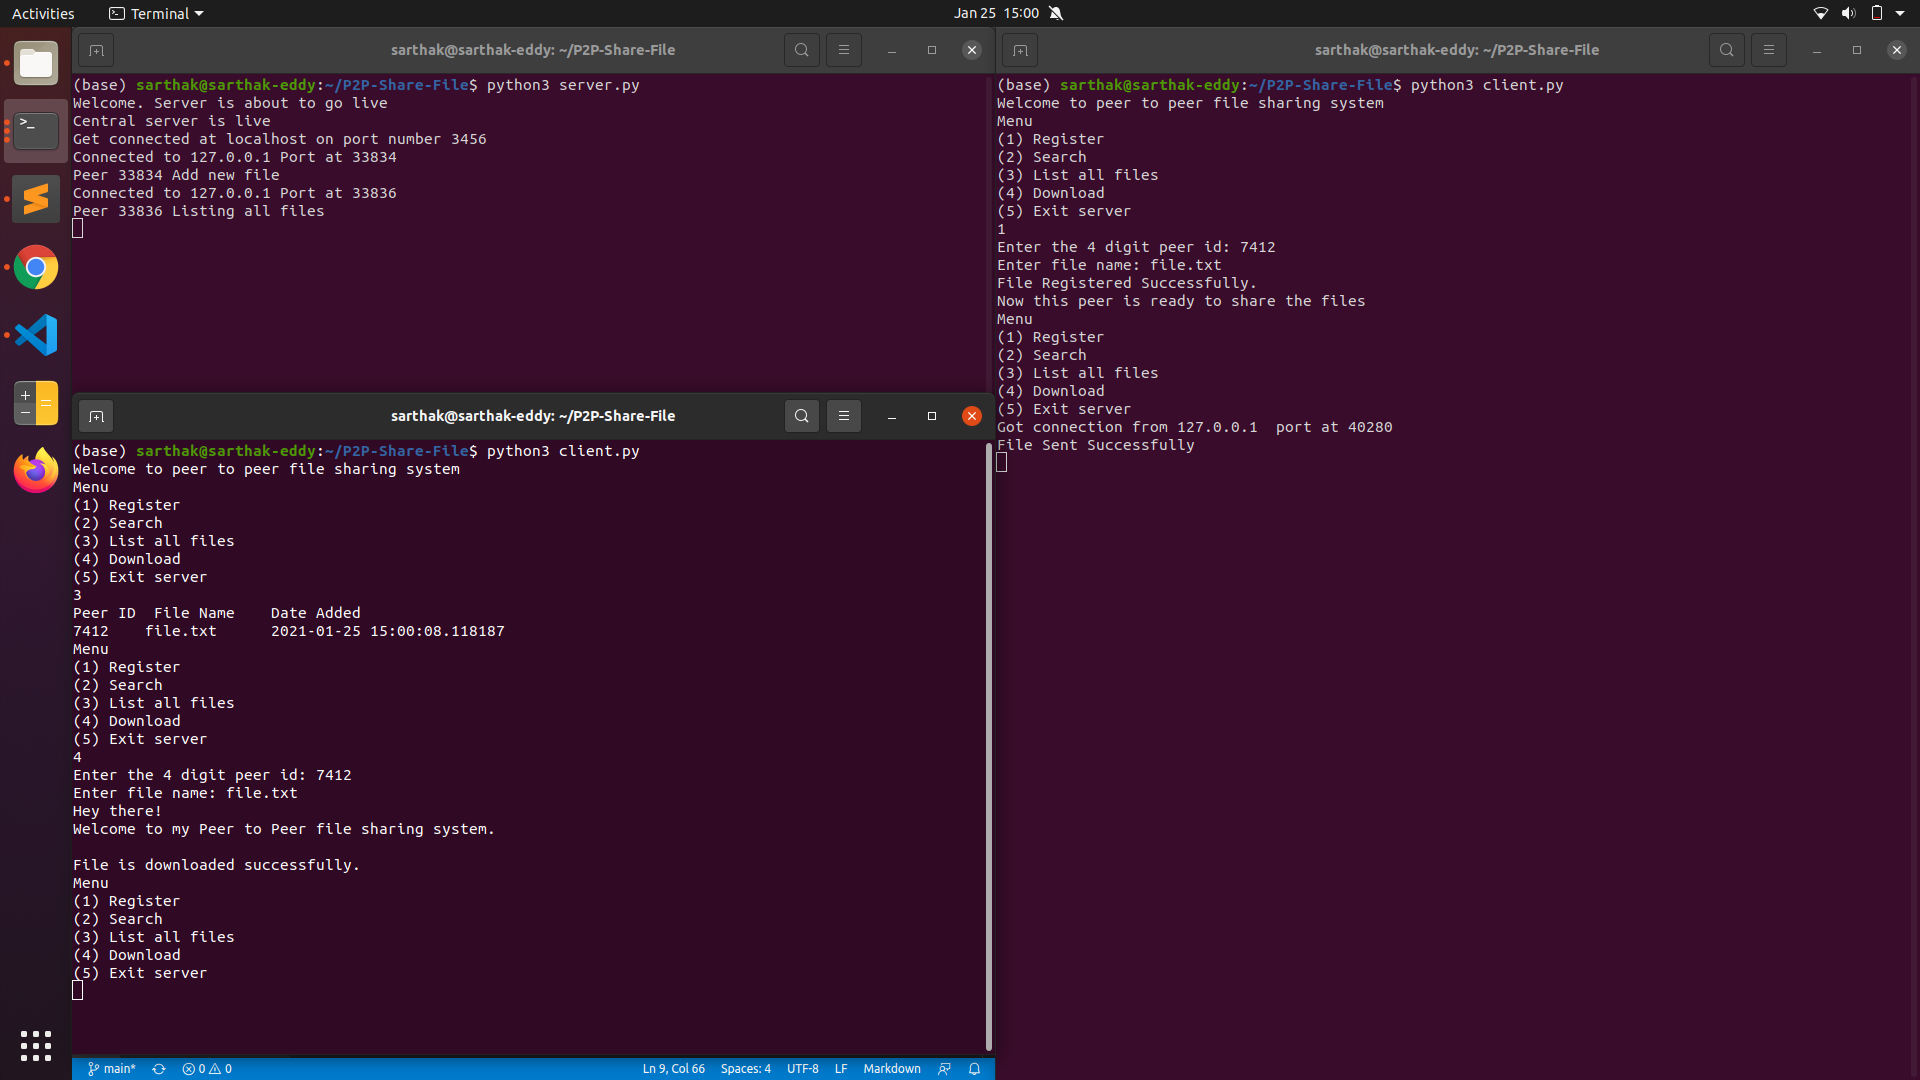 Activities
Terminal
Jan 25 15:00
sarthak@sarthak-eddy: ~/P2P-Share-File
(base) sarthak@sarthak-eddy:~/P2P-Share-File$ python3 server.py
Welcome. Server is about to go live
Central server is live
Get connected at localhost on port number 3456
Connected to 127.0.0.1 Port at 33834
Peer 33834 Add new file
Connected to 127.0.0.1 Port at 33836
Peer 33836 Listing all files
sarthak@sarthak-eddy: ~/P2P-Share-File
(base) sarthak@sarthak-eddy:~/P2P-Share-File$ python3 client.py
Welcome to peer to peer file sharing system
Menu
(1) Register
(2) Search
(3) List all files
(4) Download
(5) Exit server
3
Peer ID  File Name    Date Added
7412    file.txt      2021-01-25 15:00:08.118187
Menu
(1) Register
(2) Search
(3) List all files
(4) Download
(5) Exit server
4
Enter the 4 digit peer id: 7412
Enter file name: file.txt
Hey there!
Welcome to my Peer to Peer file sharing system.
File is downloaded successfully.
Menu
(1) Register
(2) Search
(3) List all files
(4) Download
(5) Exit server
main* 0 0 Ln 9, Col 66 Spaces: 4 UTF-8 LF Markdown
sarthak@sarthak-eddy: ~/P2P-Share-File
(base) sarthak@sarthak-eddy:~/P2P-Share-File$ python3 client.py
Welcome to peer to peer file sharing system
Menu
(1) Register
(2) Search
(3) List all files
(4) Download
(5) Exit server
1
Enter the 4 digit peer id: 7412
Enter file name: file.txt
File Registered Successfully.
Now this peer is ready to share the files
Menu
(1) Register
(2) Search
(3) List all files
(4) Download
(5) Exit server
Got connection from 127.0.0.1  port at 40280
File Sent Successfully